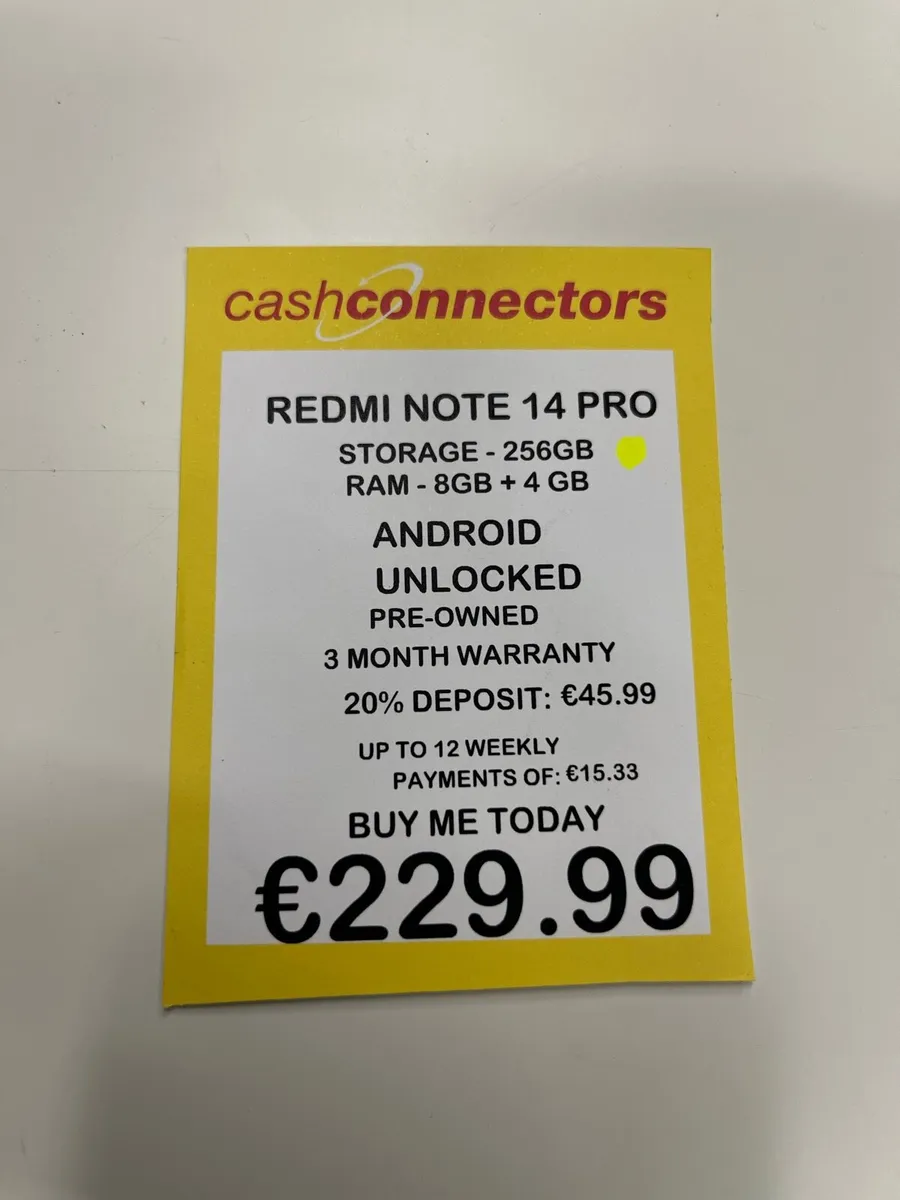 cashconnectors
REDMI NOTE 14 PRO
STORAGE - 256GB
RAM - 8GB + 4 GB
ANDROID
UNLOCKED
PRE-OWNED
3 MONTH WARRANTY
20% DEPOSIT: €45.99
UP TO 12 WEEKLY
PAYMENTS OF: €15.33
BUY ME TODAY
€229.99